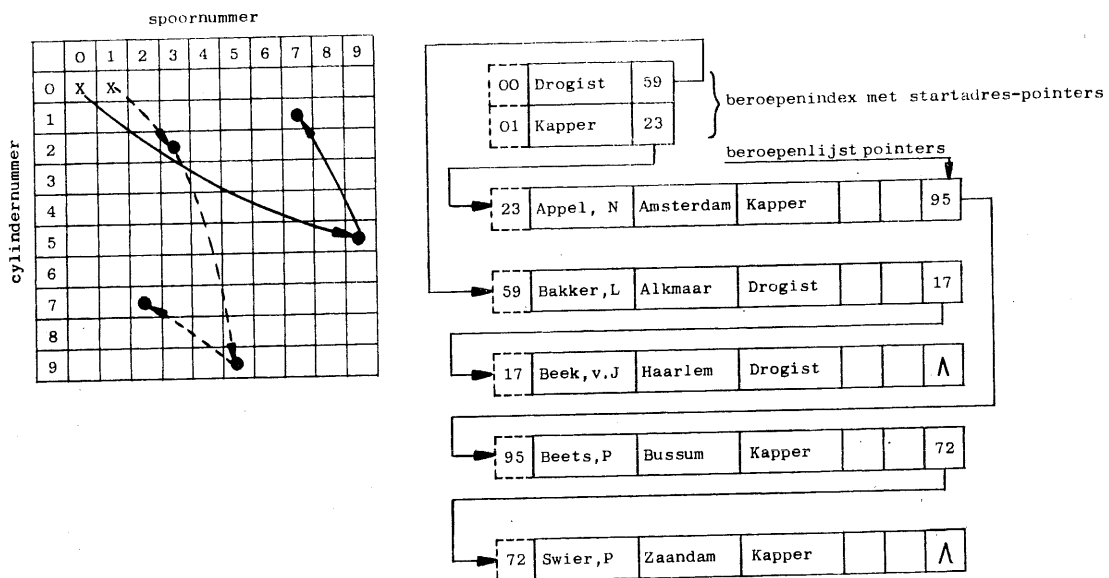 spoornummer
0 1 2 3 4 5 6 7 8 9
cylindernummer
0 X X
1
2
3
4
5
6
7
8
9
00 Drogist 59
01 Kapper 23
beroepenindex met startadres-pointers
beroepenlijst pointers
23 Appel, N Amsterdam Kapper 95
59 Bakker,L Alkmaar Drogist 17
17 Beek,v.J Haarlem Drogist Λ
95 Beets,P Bussum Kapper 72
72 Swier,P Zaandam Kapper Λ